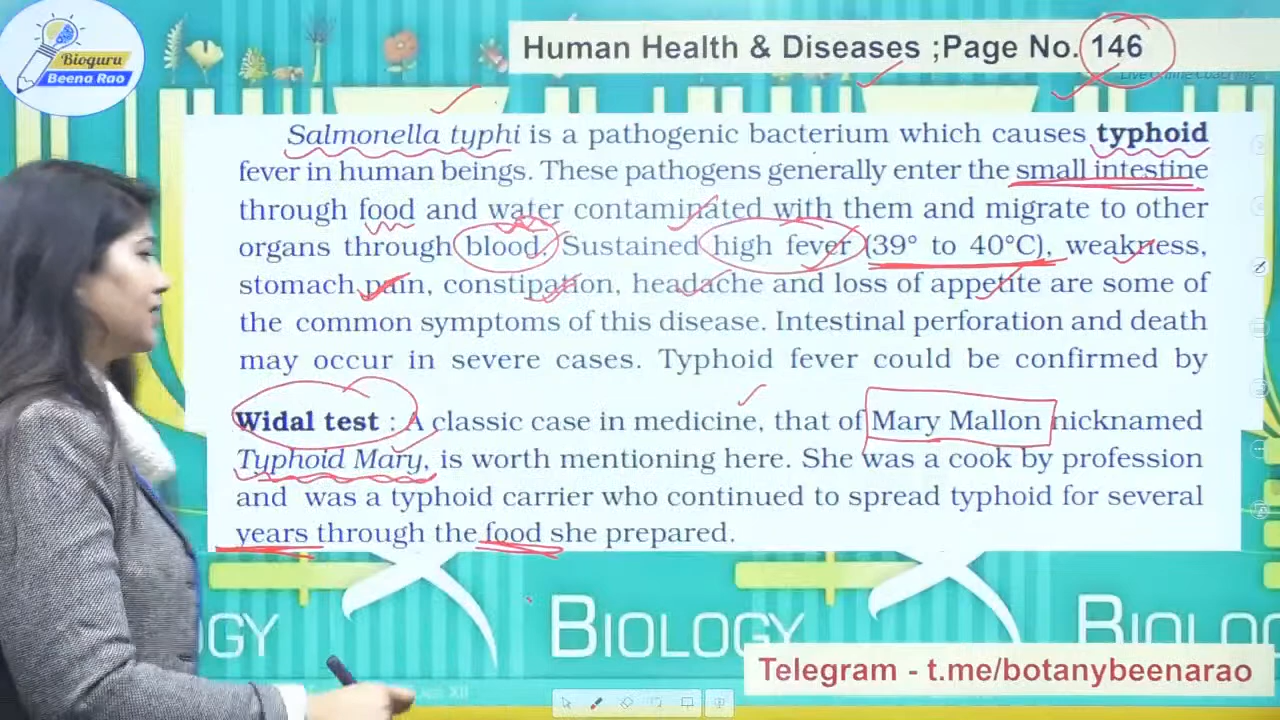 Bioguru
Beena Rao
Human Health & Diseases ;Page No. 146
Live Online Coaching
Salmonella typhi is a pathogenic bacterium which causes typhoid
fever in human beings. These pathogens generally enter the small intestine
through food and water contaminated with them and migrate to other
organs through blood. Sustained high fever (39° to 40°C), weakness,
stomach pain, constipation, headache and loss of appetite are some of
the common symptoms of this disease. Intestinal perforation and death
may occur in severe cases. Typhoid fever could be confirmed by
Widal test : A classic case in medicine, that of Mary Mallon nicknamed
Typhoid Mary, is worth mentioning here. She was a cook by profession
and was a typhoid carrier who continued to spread typhoid for several
years through the food she prepared.
OGY BIOLOGY BIOLO
XII
Telegram - t.me/botanybeenarao